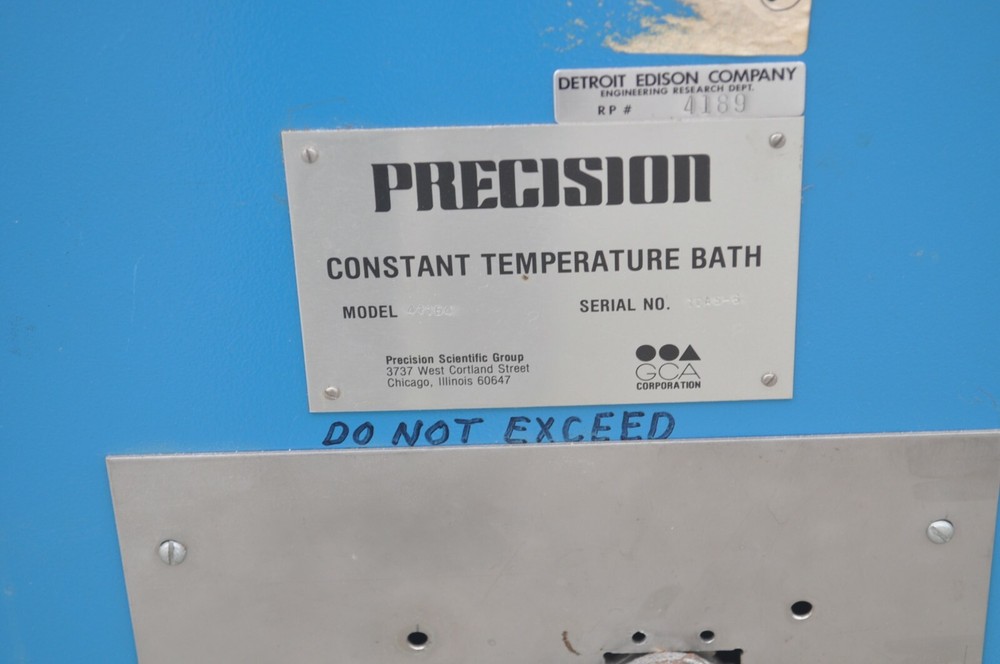 DETROIT EDISON COMPANY
ENGINEERING RESEARCH DEPT.
RP # 4189
PRECISION
CONSTANT TEMPERATURE BATH
MODEL
SERIAL NO.
Precision Scientific Group
3737 West Cortland Street
Chicago, Illinois 60647
GCA
CORPORATION
DO NOT EXCEED